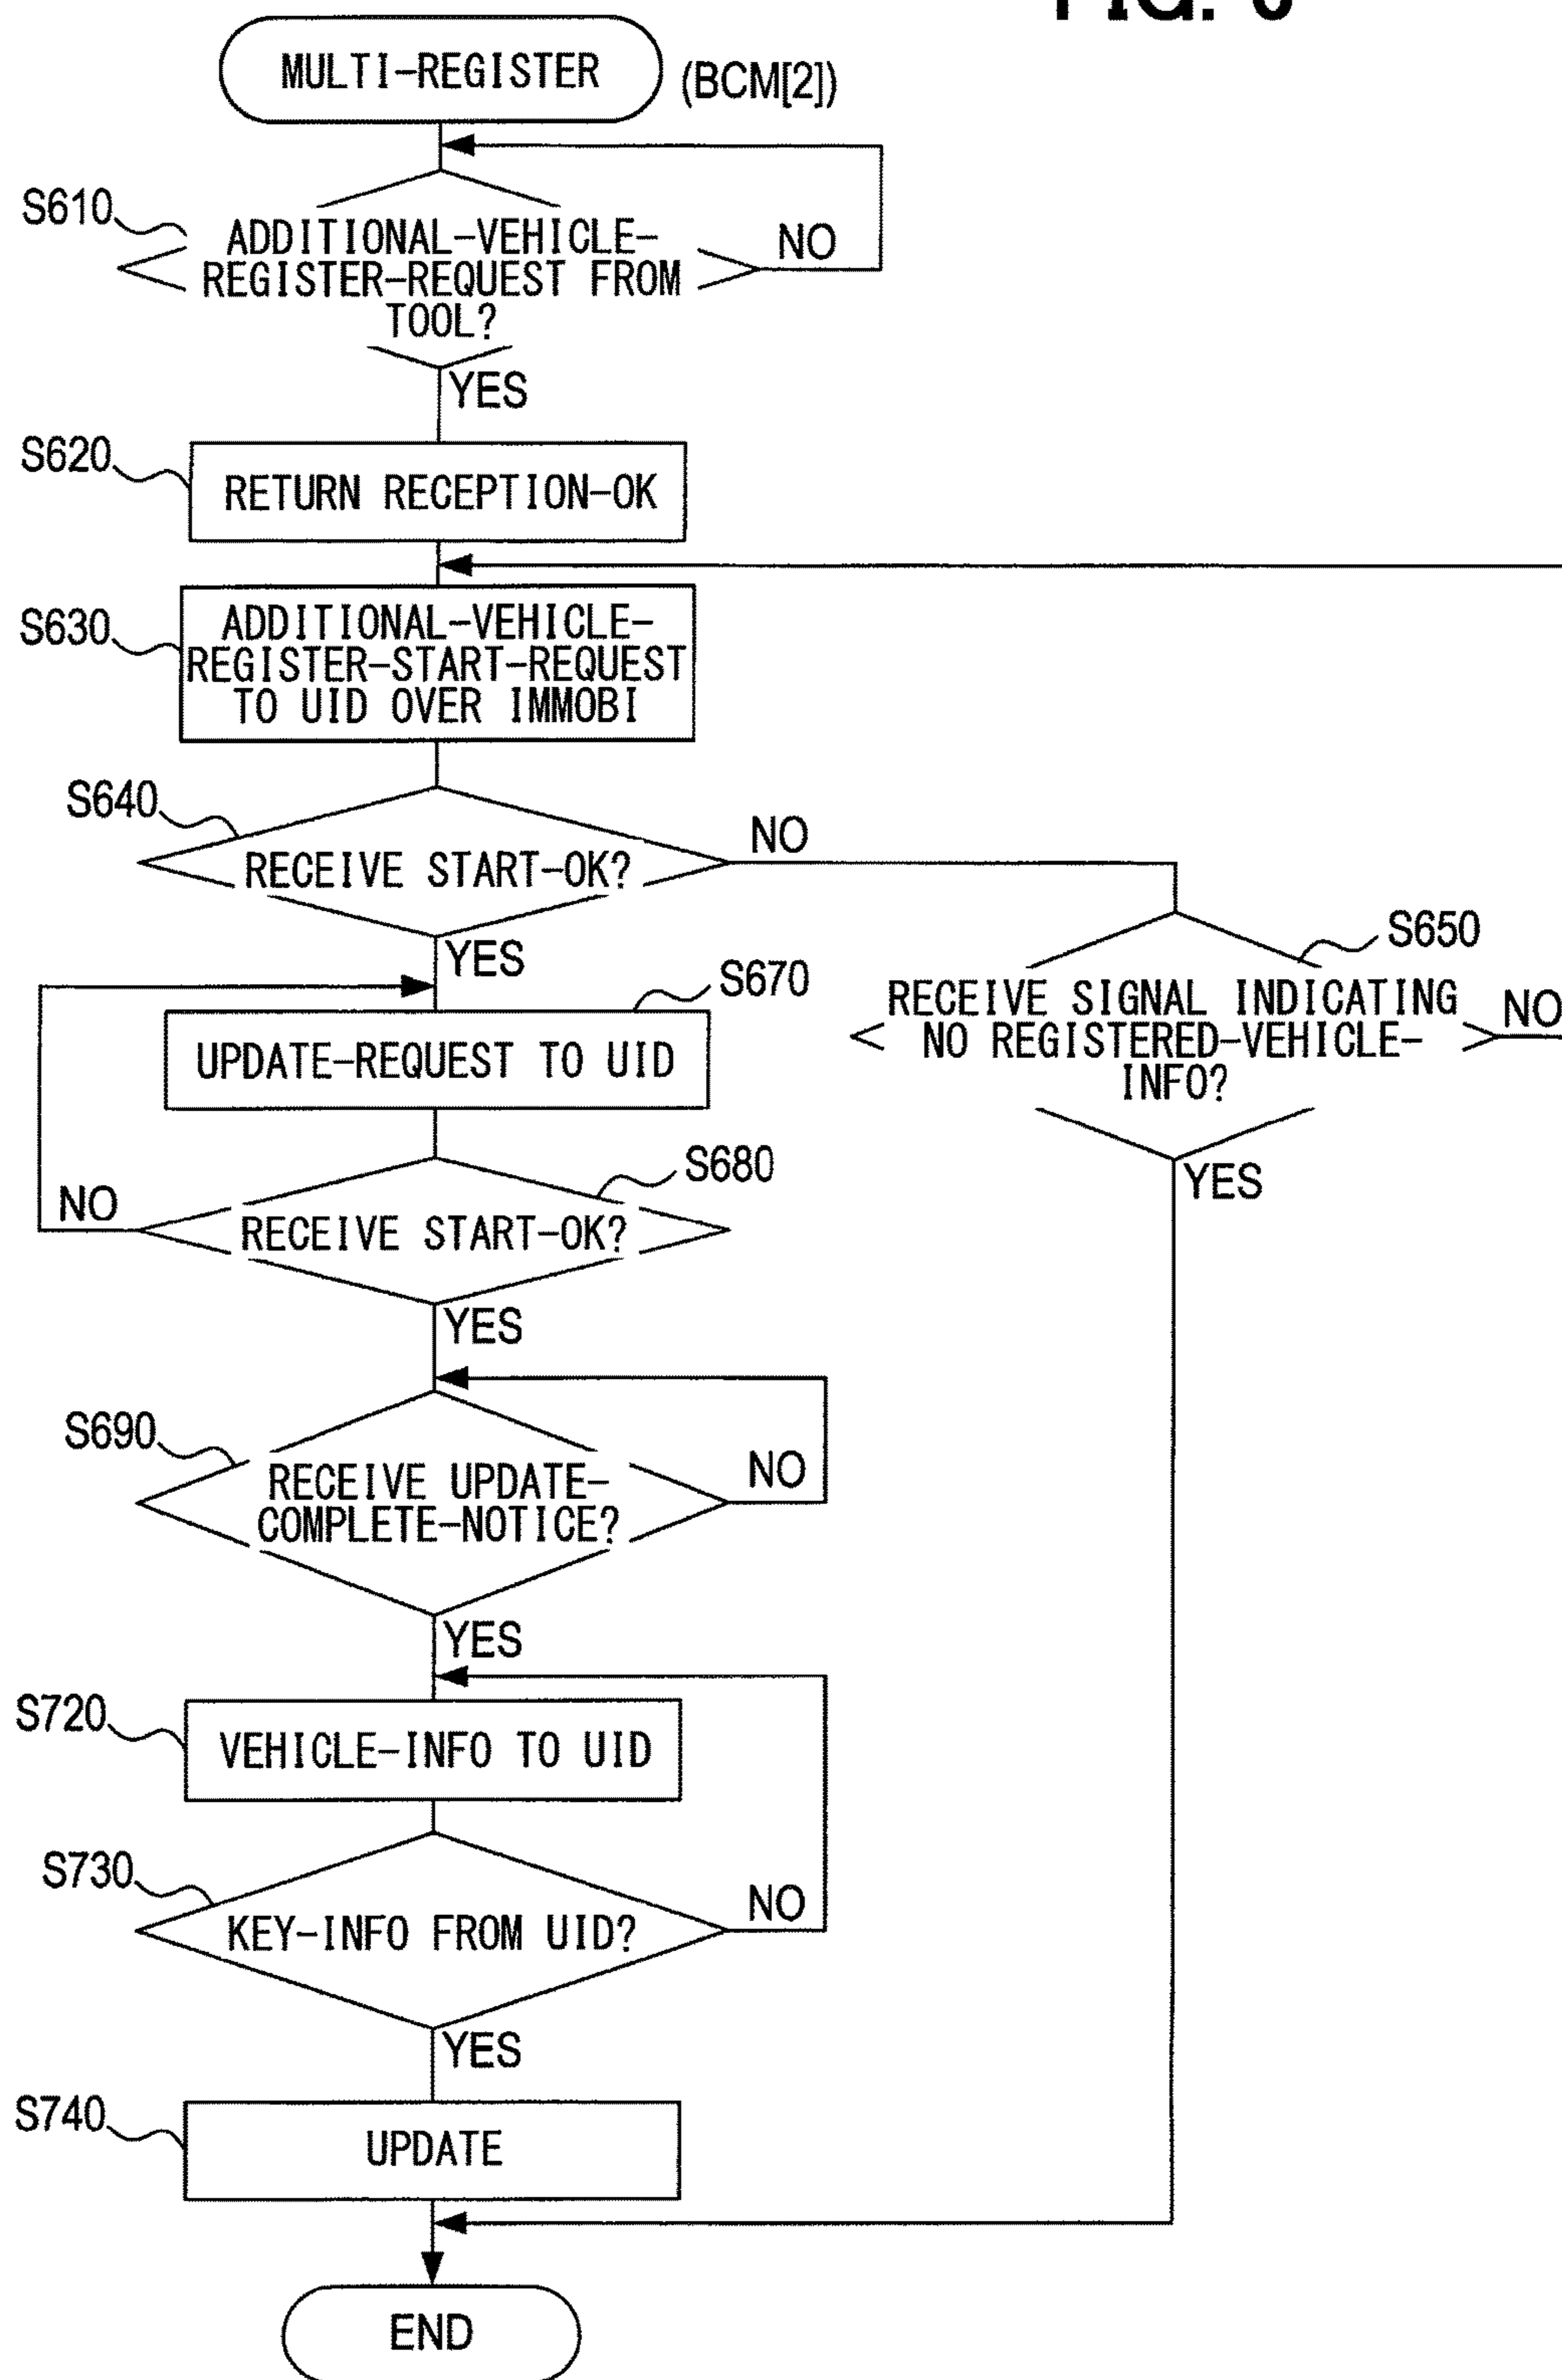 MULTI-REGISTER
(BCM[2])
S610
ADDITIONAL-VEHICLE-
REGISTER-REQUEST FROM
TOOL?
NO
YES
S620
RETURN RECEPTION-OK
S630
ADDITIONAL-VEHICLE-
REGISTER-START-REQUEST
TO UID OVER IMMOBI
S640
RECEIVE START-OK?
NO
YES
S650
RECEIVE SIGNAL INDICATING
NO REGISTERED-VEHICLE-
INFO?
NO
YES
S670
UPDATE-REQUEST TO UID
S680
RECEIVE START-OK?
NO
YES
S690
RECEIVE UPDATE-
COMPLETE-NOTICE?
NO
YES
S720
VEHICLE-INFO TO UID
S730
KEY-INFO FROM UID?
NO
YES
S740
UPDATE
END